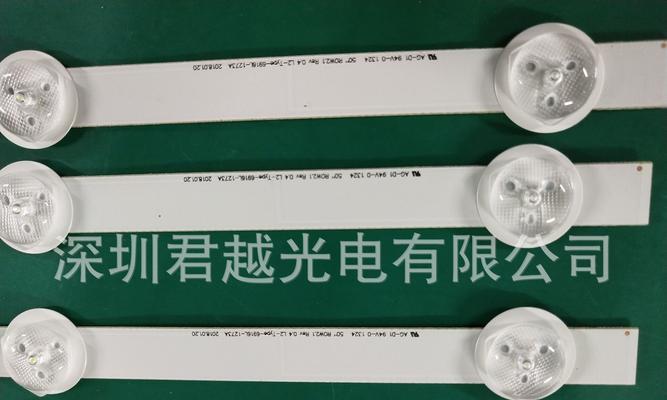 AG-D1 94V-0 1324 50" ROW2.1 Rev 0.4 L2-Type-6916L-1273A 2018.01.20
AG-D1 94V-0 1324 50" ROW2.1 Rev 0.4 L2-Type-6916L-1273A 2018.01.20
深圳君越光电有限公司
AG-D1 94V-0 1324 50" ROW2.1 Rev 0.4 L2-Type-6916L-1273A 2018.01.20